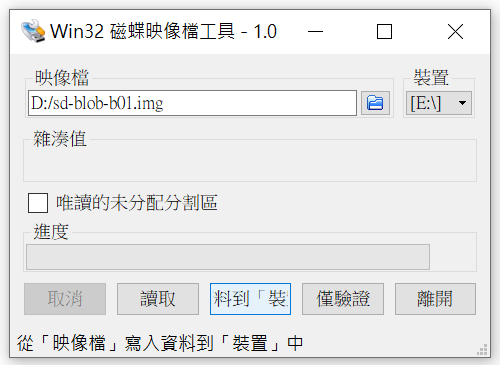 Win32 磁蝶映像檔工具 - 1.0
映像檔
裝置
D:/sd-blob-b01.img
[E:\]
雜湊值
唯讀的未分配分割區
進度
取消
讀取
料到「裝
僅驗證
離開
從「映像檔」寫入資料到「裝置」中